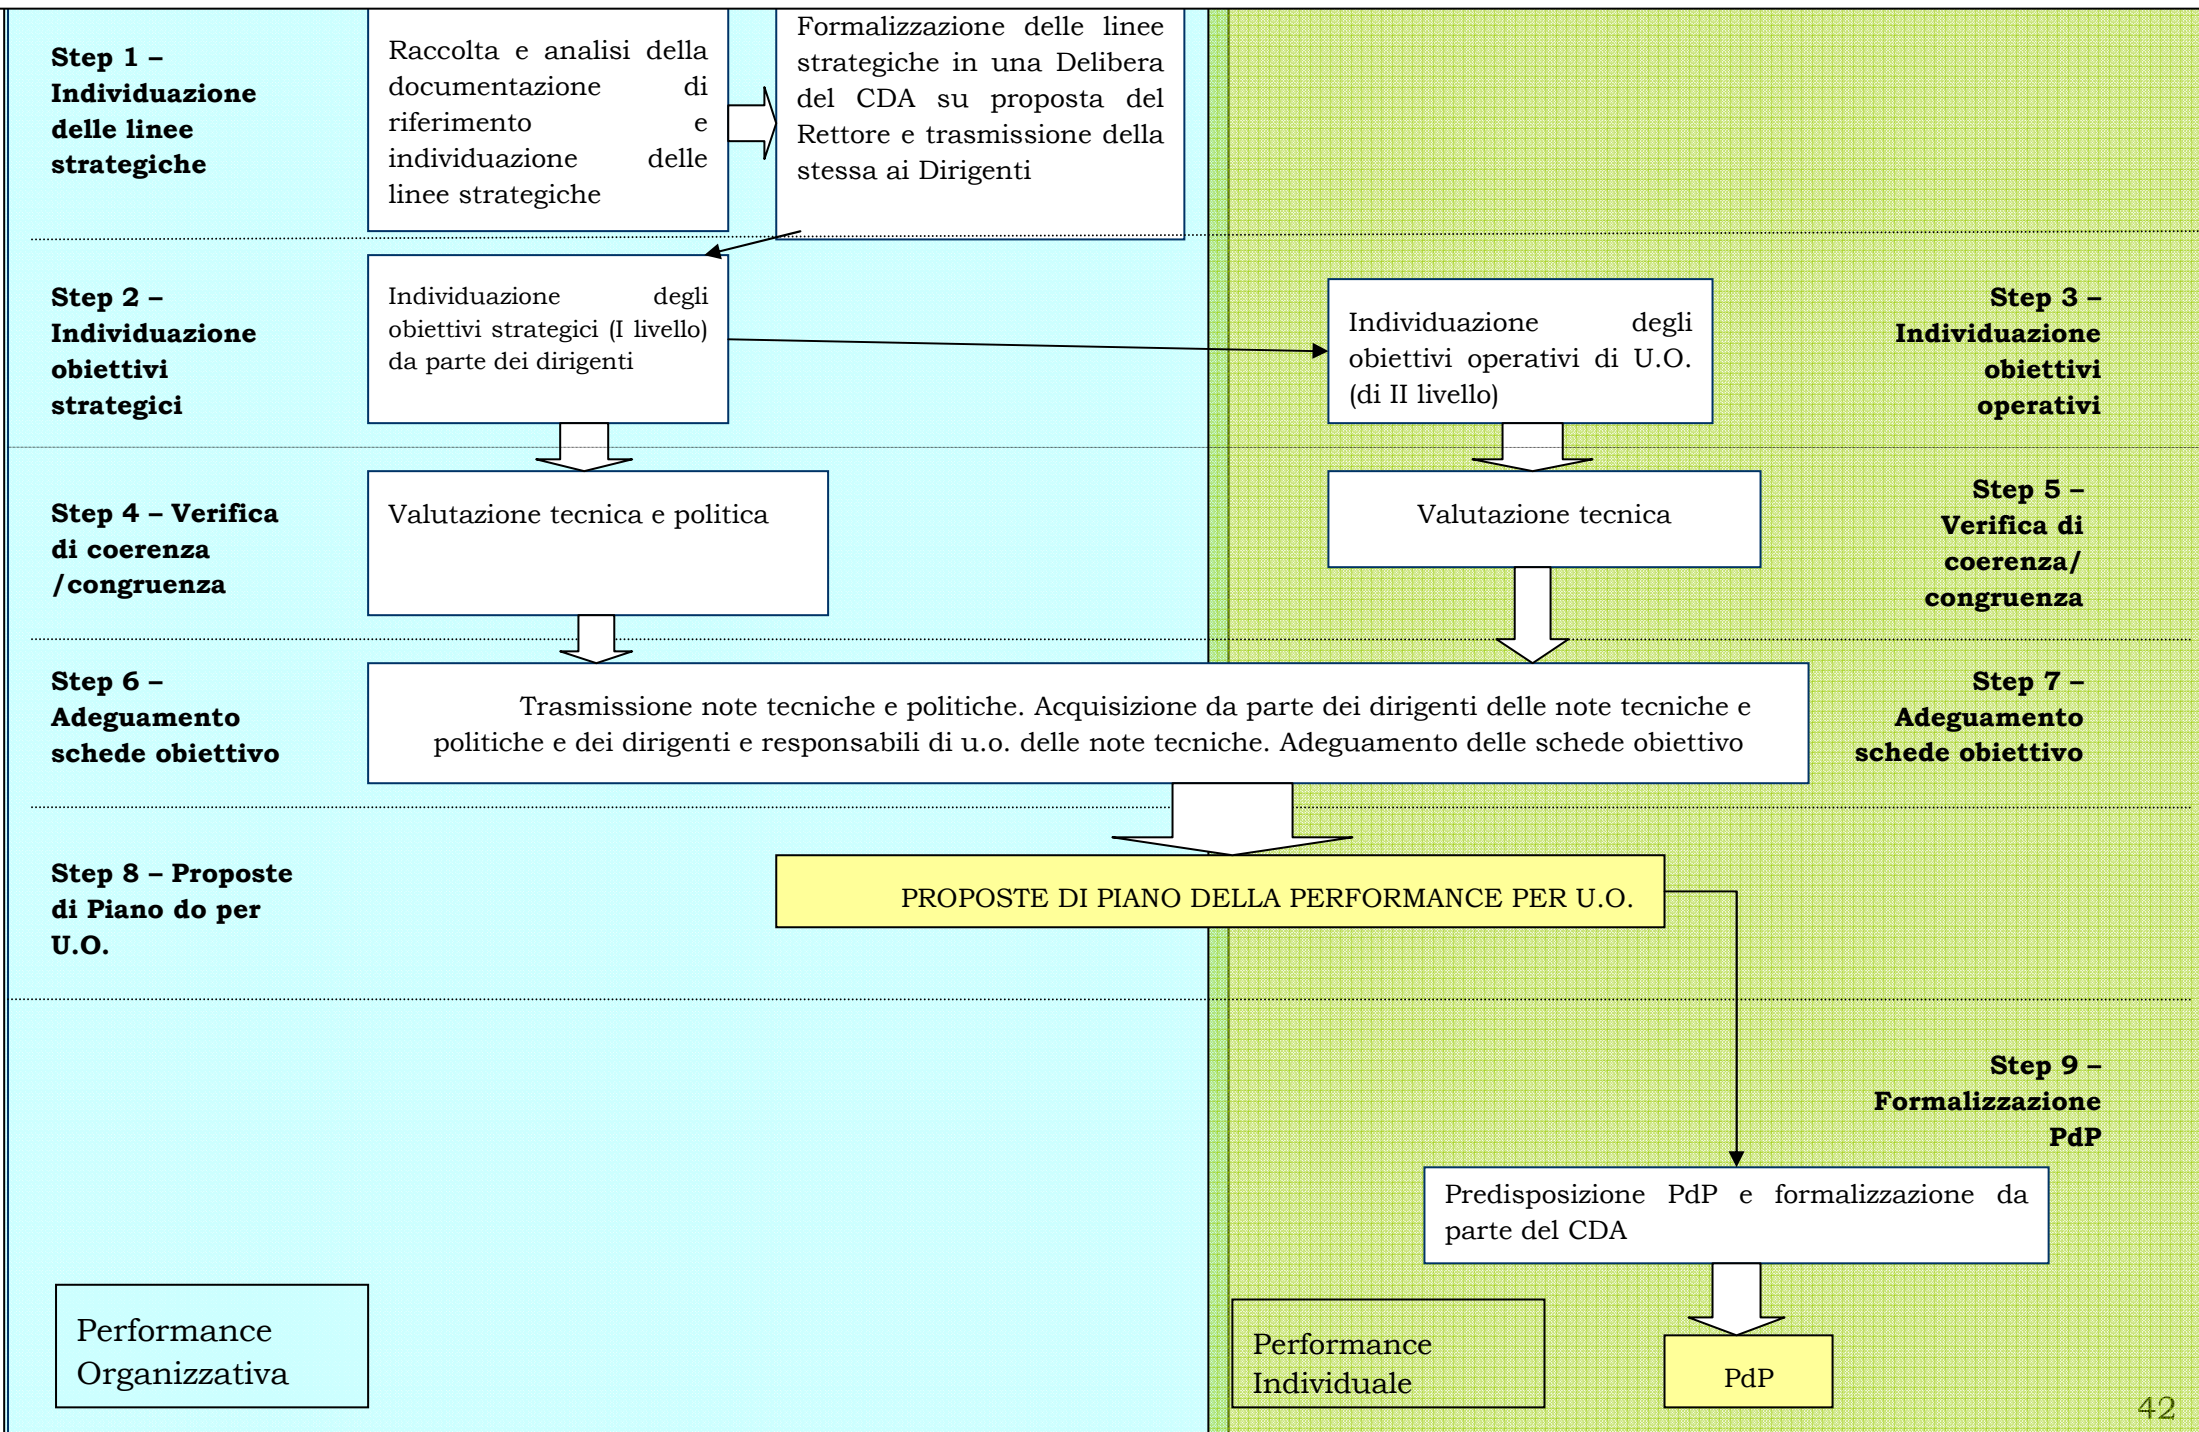 Step 1 –
Individuazione
delle linee
strategiche
Raccolta e analisi della
documentazione di
riferimento e
individuazione delle
linee strategiche
Formalizzazione delle linee
strategiche in una Delibera
del CDA su proposta del
Rettore e trasmissione della
stessa ai Dirigenti
Step 2 –
Individuazione
obiettivi
strategici
Individuazione degli
obiettivi strategici (I livello)
da parte dei dirigenti
Individuazione degli
obiettivi operativi di U.O.
(di II livello)
Step 3 –
Individuazione
obiettivi
operativi
Step 4 – Verifica
di coerenza
/congruenza
Valutazione tecnica e politica
Valutazione tecnica
Step 5 –
Verifica di
coerenza/
congruenza
Step 6 –
Adeguamento
schede obiettivo
Trasmissione note tecniche e politiche. Acquisizione da parte dei dirigenti delle note tecniche e
politiche e dei dirigenti e responsabili di u.o. delle note tecniche. Adeguamento delle schede obiettivo
Step 7 –
Adeguamento
schede obiettivo
Step 8 – Proposte
di Piano do per
U.O.
PROPOSTE DI PIANO DELLA PERFORMANCE PER U.O.
Step 9 –
Formalizzazione
PdP
Predisposizione PdP e formalizzazione da
parte del CDA
Performance
Organizzativa
Performance
Individuale
PdP
42